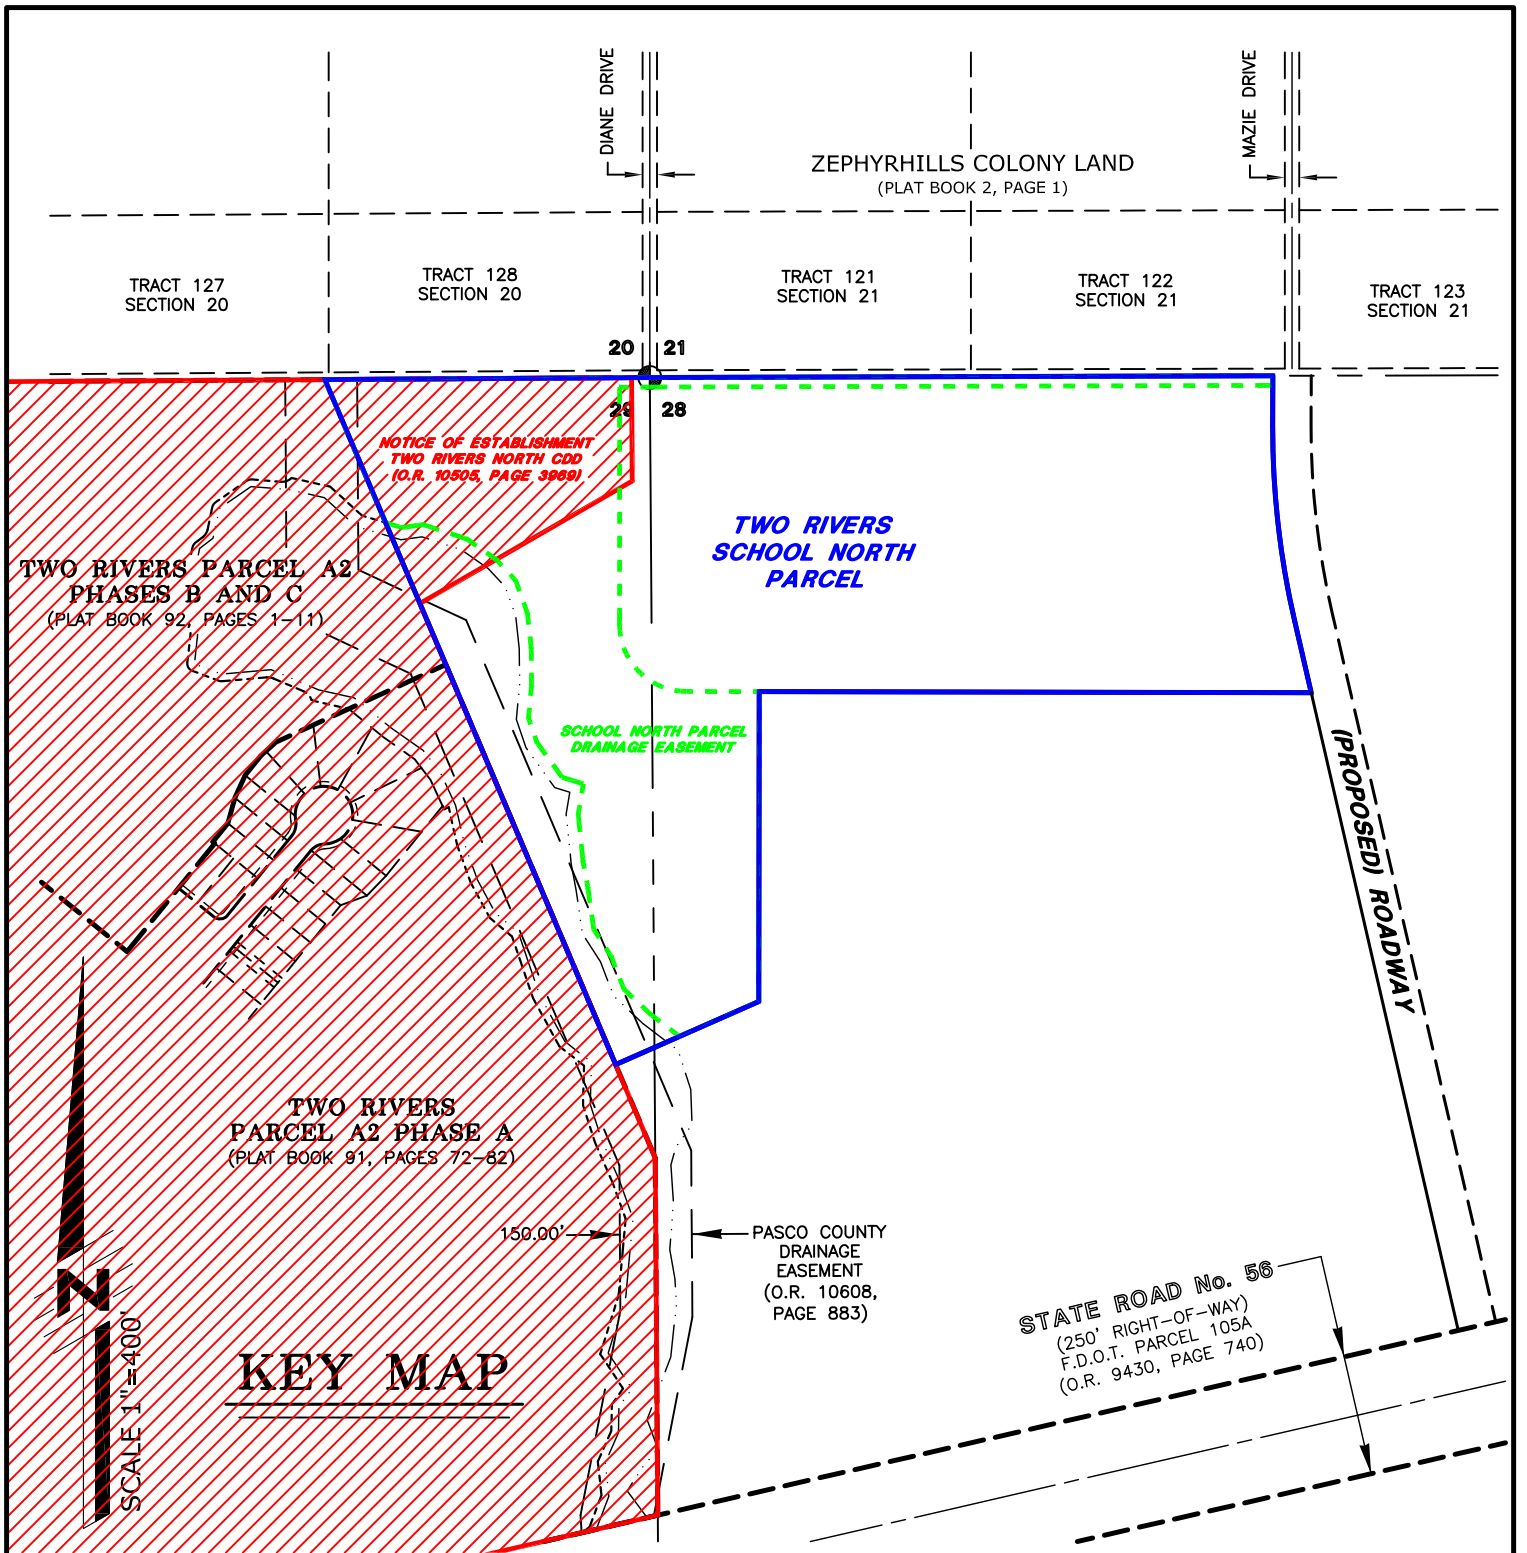 DIANE DRIVE
MAZIE DRIVE
ZEPHYRHILLS COLONY LAND
(PLAT BOOK 2, PAGE 1)
TRACT 127
SECTION 20
TRACT 128
SECTION 20
TRACT 121
SECTION 21
TRACT 122
SECTION 21
TRACT 123
SECTION 21
20 21
29 28
NOTICE OF ESTABLISHMENT
TWO RIVERS NORTH CDD
(O.R. 10505, PAGE 3969)
TWO RIVERS
SCHOOL NORTH
PARCEL
TWO RIVERS PARCEL A2
PHASES B AND C
(PLAT BOOK 92, PAGES 1-11)
SCHOOL NORTH PARCEL
DRAINAGE EASEMENT
(PROPOSED) ROADWAY
TWO RIVERS
PARCEL A2 PHASE A
(PLAT BOOK 91, PAGES 72-82)
150.00'
PASCO COUNTY
DRAINAGE
EASEMENT
(O.R. 10608,
PAGE 883)
STATE ROAD No. 56
(250' RIGHT-OF-WAY)
F.D.O.T. PARCEL 105A
(O.R. 9430, PAGE 740)
N
SCALE 1"=400'
KEY MAP